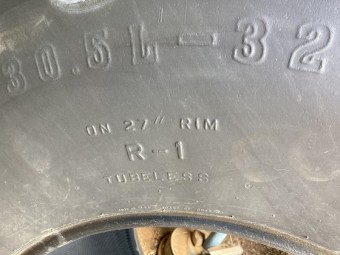 30.5L-32
ON 27" RIM
R-1
TUBELESS